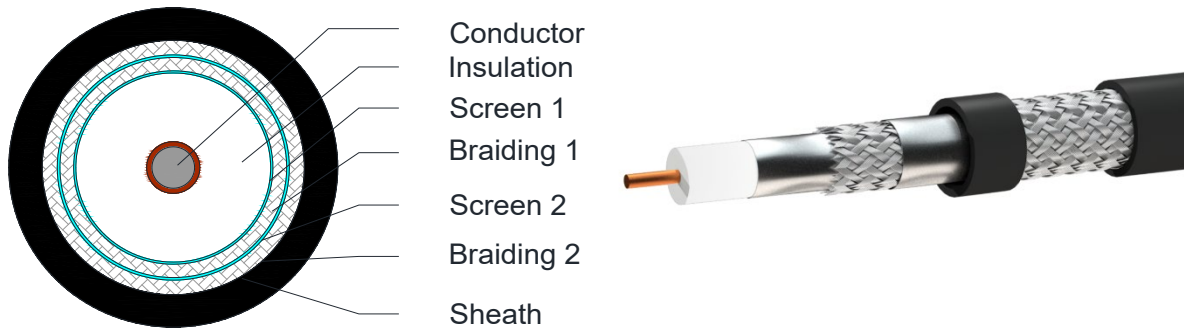 Conductor
Insulation
Screen 1
Braiding 1
Screen 2
Braiding 2
Sheath